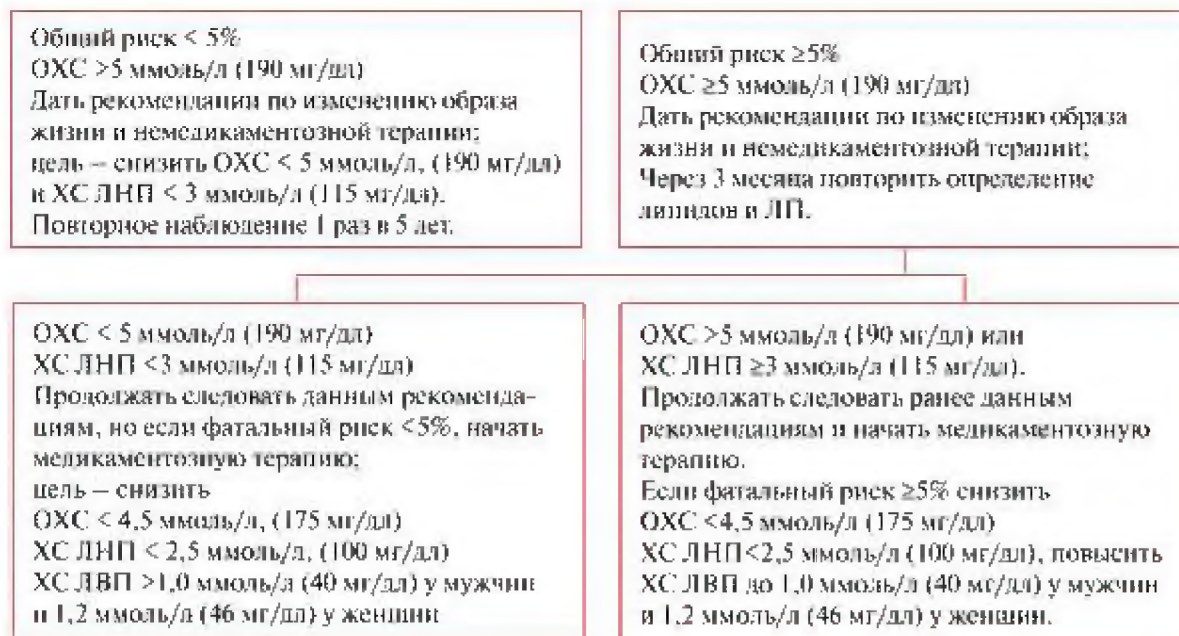 Общий риск < 5%
ОХС >5 ммоль/л (190 мг/дл)
Дать рекомендации по изменению образа
жизни и немедикаментозной терапии;
цель – снизить ОХС < 5 ммоль/л, (190 мг/дл)
и ХС ЛНП < 3 ммоль/л (115 мг/дл).
Повторное наблюдение 1 раз в 5 лет.
Общий риск ≥5%
ОХС ≥5 ммоль/л (190 мг/дл)
Дать рекомендации по изменению образа
жизни и немедикаментозной терапии;
Через 3 месяца повторить определение
липидов и ЛП.
ОХС < 5 ммоль/л (190 мг/дл)
ХС ЛНП <3 ммоль/л (115 мг/дл)
Продолжать следовать данным рекоменда-
циям, но если фатальный риск <5%, начать
медикаментозную терапию;
цель – снизить
ОХС < 4,5 ммоль/л, (175 мг/дл)
ХС ЛНП < 2,5 ммоль/л, (100 мг/дл)
ХС ЛВП >1,0 ммоль/л (40 мг/дл) у мужчин
и 1,2 ммоль/л (46 мг/дл) у женщин
ОХС >5 ммоль/л (190 мг/дл) или
ХС ЛНП ≥3 ммоль/л (115 мг/дл).
Продолжать следовать ранее данным
рекомендациям и начать медикаментозную
терапию.
Если фатальный риск ≥5% снизить
ОХС <4,5 ммоль/л (175 мг/дл)
ХС ЛНП<2,5 ммоль/л (100 мг/дл), повысить
ХС ЛВП до 1,0 ммоль/л (40 мг/дл) у мужчин
и 1,2 ммоль/л (46 мг/дл) у женщин.